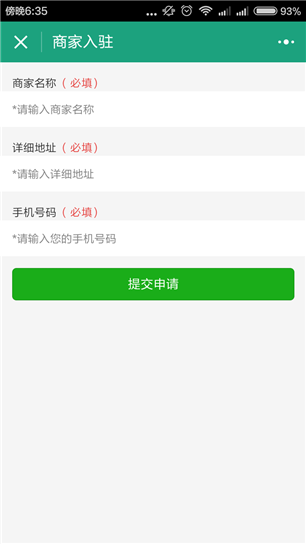 傍晚6:35
93%
商家入驻
商家名称（必填）
*请输入商家名称
详细地址（必填）
*请输入详细地址
手机号码（必填）
*请输入您的手机号码
提交申请